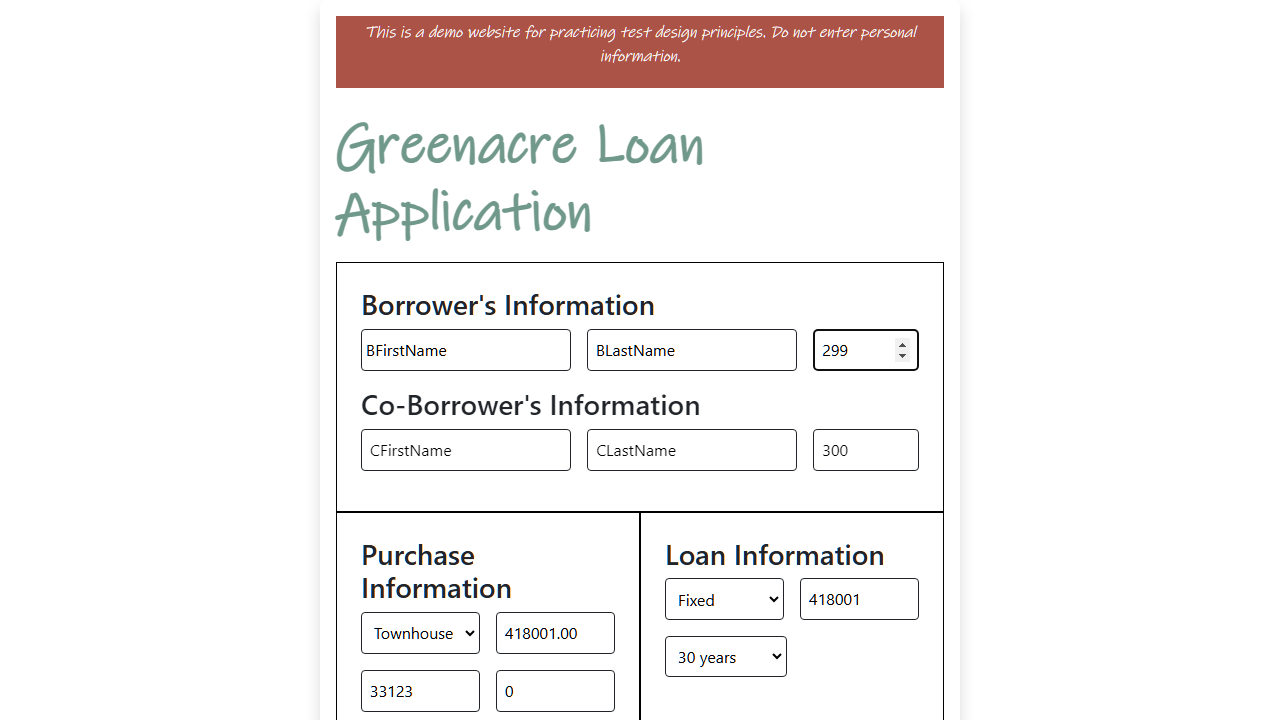 This is a demo website for practicing test design principles. Do not enter personal
information.
Greenacre Loan
Application
Borrower's Information
BFirstName BLastName 299
Co-Borrower's Information
CFirstName CLastName 300
Purchase
Information
Townhouse 418001.00
33123 0
Loan Information
Fixed 418001
30 years